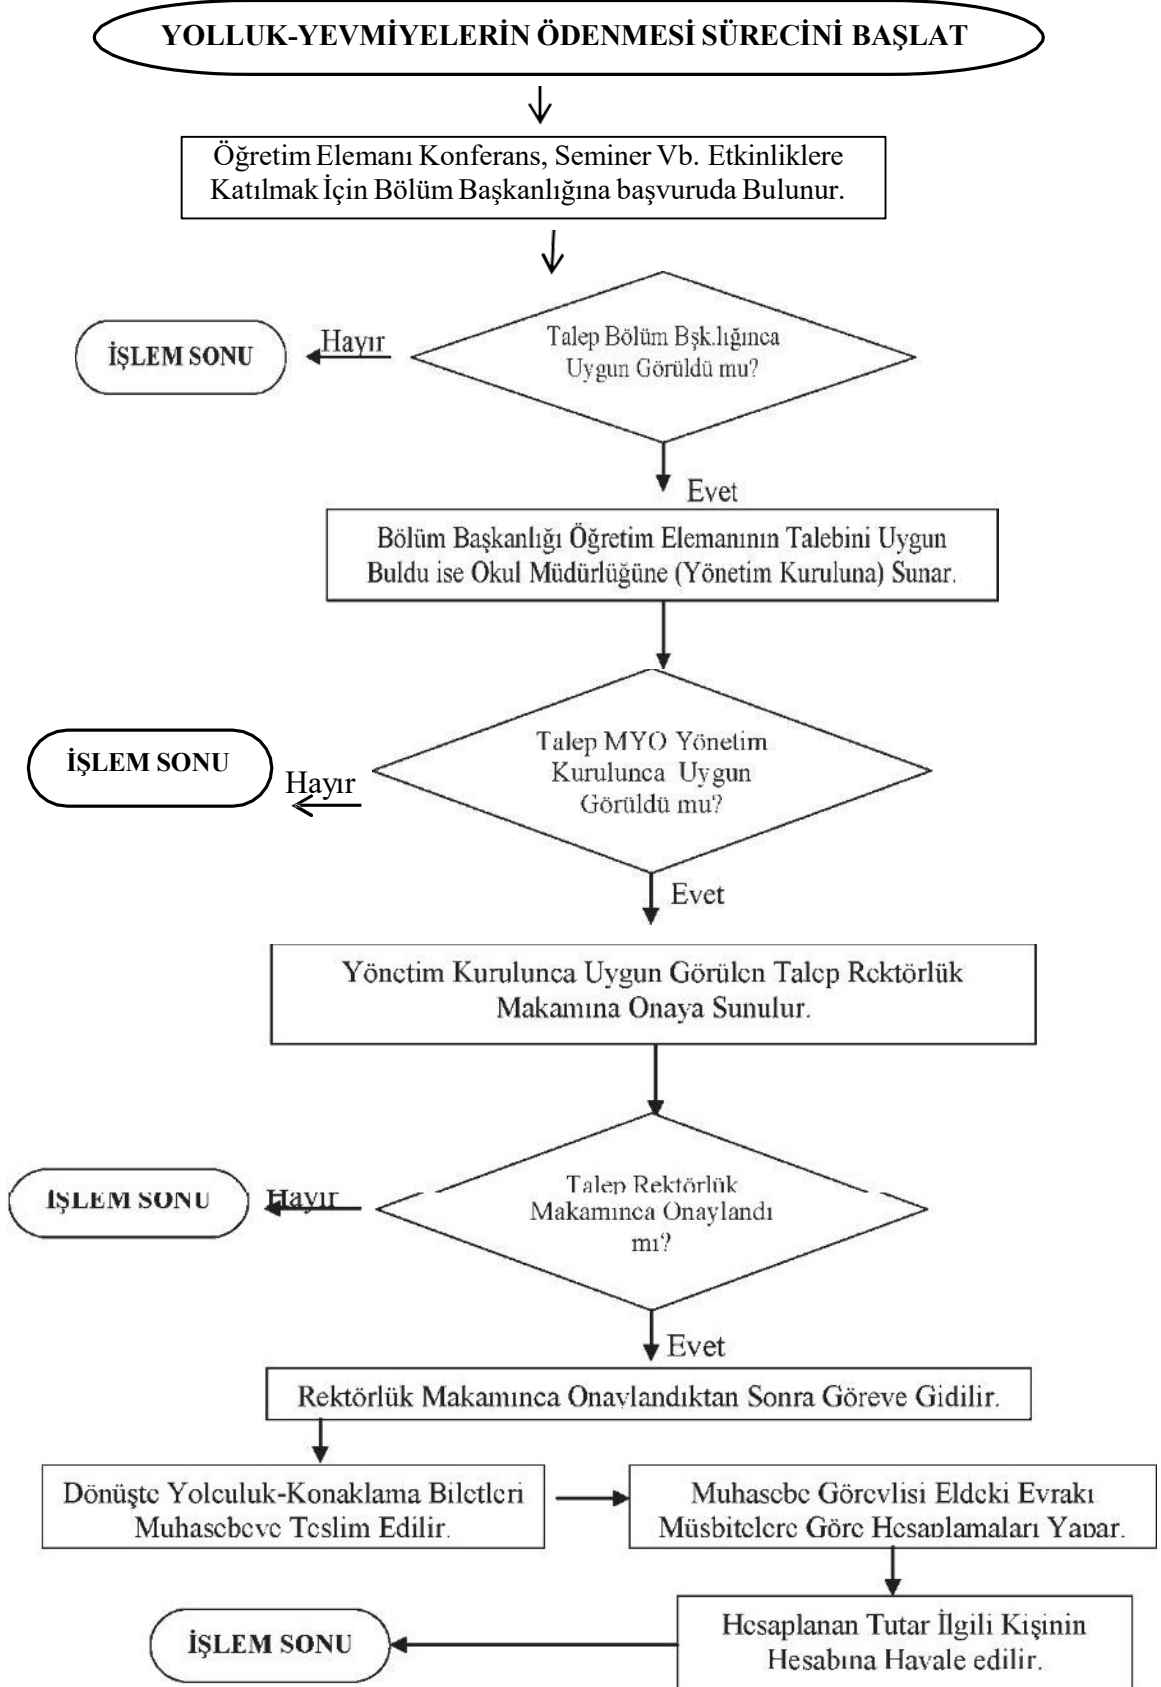 YOLLUK-YEVMİYELERİN ÖDENMESİ SÜRECİNİ BAŞLAT
Öğretim Elemanı Konferans, Seminer Vb. Etkinliklere
Katılmak İçin Bölüm Başkanlığına başvuruda Bulunur.
Talep Bölüm Bşk.lığınca
Uygun Görüldü mu?
Hayır
İŞLEM SONU
Evet
Bölüm Başkanlığı Öğretim Elemanının Talebini Uygun
Buldu ise Okul Müdürlüğüne (Yönetim Kuruluna) Sunar.
Talep MYO Yönetim
Kurulunca Uygun
Görüldü mu?
İŞLEM SONU
Hayır
Evet
Yönetim Kurulunca Uygun Görülen Talep Rektörlük
Makamına Onaya Sunulur.
Talep Rektörlük
Makamınca Onaylandı
mı?
İŞLEM SONU
Hayır
Evet
Rektörlük Makamınca Onaylandıktan Sonra Göreve Gidilir.
Dönüşte Yolculuk-Konaklama Biletleri
Muhasebeye Teslim Edilir.
Muhasebe Görevlisi Eldeki Evrakı
Müsbitelere Göre Hesaplamaları Yapar.
Hesaplanan Tutar İlgili Kişinin
Hesabına Havale edilir.
İŞLEM SONU